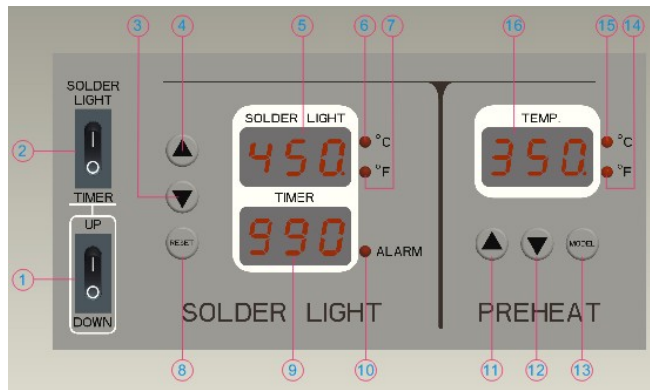 3
4
5
6
7
16
15
14
SOLDER
LIGHT
2
TIMER
UP
1
DOWN
RESET
8
SOLDER LIGHT
450.
°C
°F
TIMER
990
ALARM
SOLDER LIGHT
9
10
TEMP.
350.
°C
°F
MODEL
PREHEAT
11
12
13